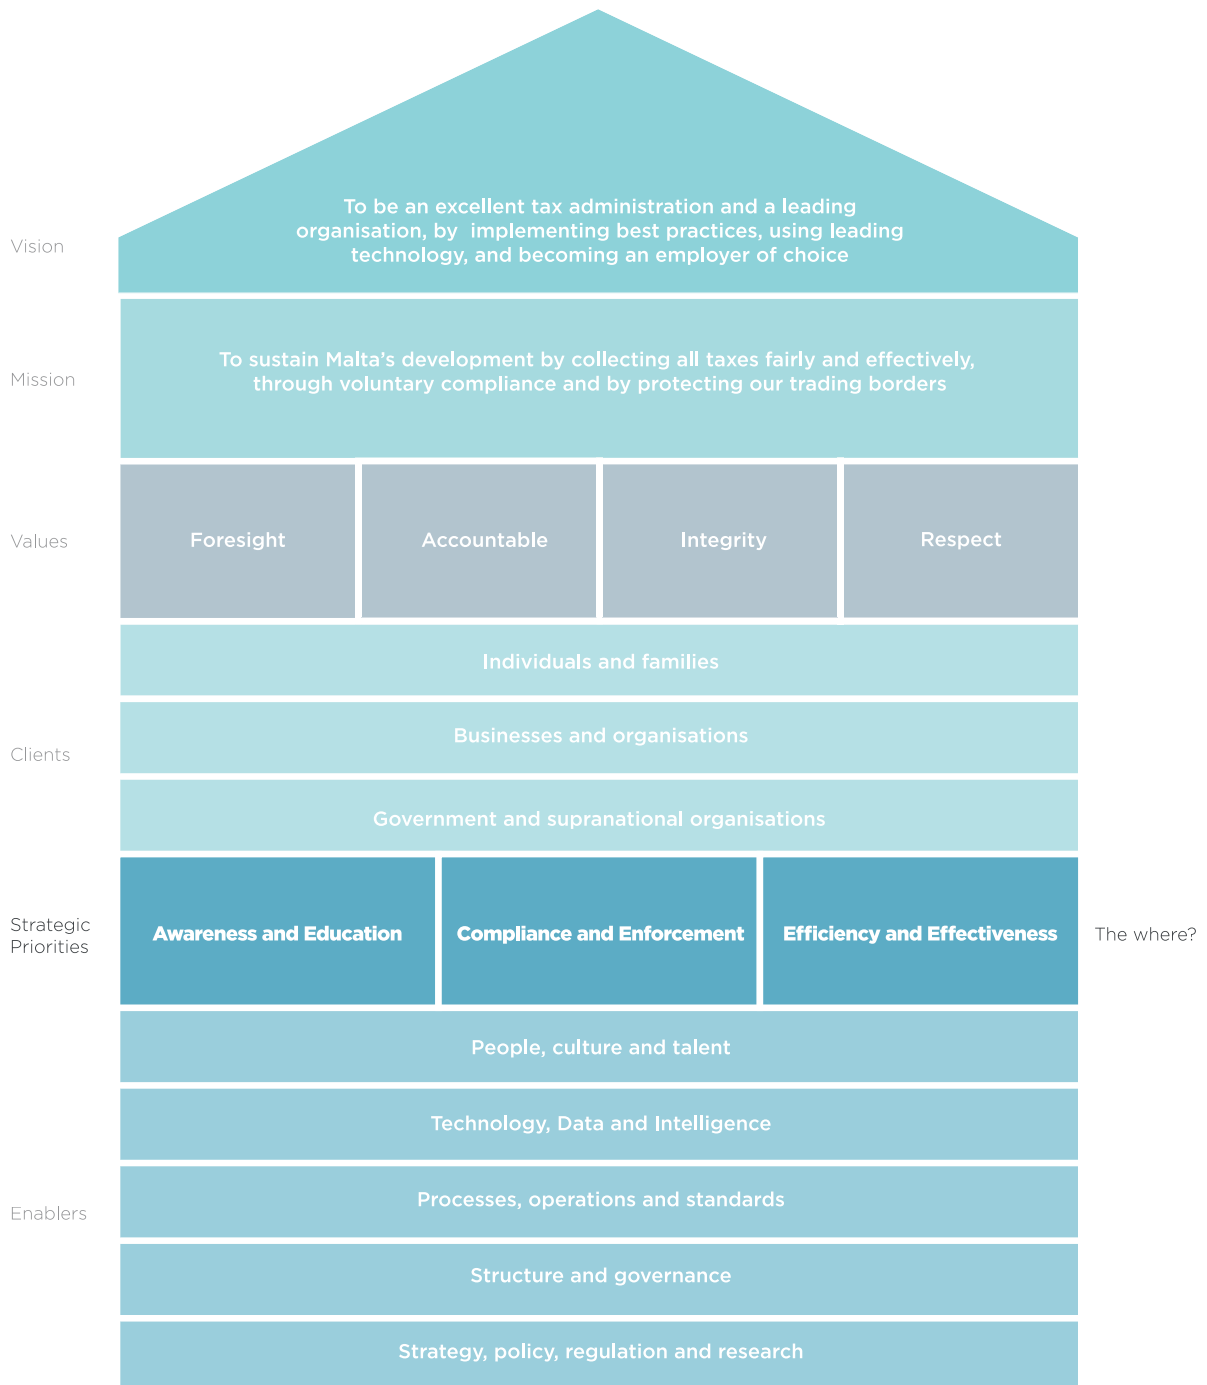 Vision
To be an excellent tax administration and a leading
organisation, by implementing best practices, using leading
technology, and becoming an employer of choice
Mission
To sustain Malta’s development by collecting all taxes fairly and effectively,
through voluntary compliance and by protecting our trading borders
Values
Foresight
Accountable
Integrity
Respect
Clients
Individuals and families
Businesses and organisations
Government and supranational organisations
Strategic
Priorities
Awareness and Education
Compliance and Enforcement
Efficiency and Effectiveness
The where?
Enablers
People, culture and talent
Technology, Data and Intelligence
Processes, operations and standards
Structure and governance
Strategy, policy, regulation and research